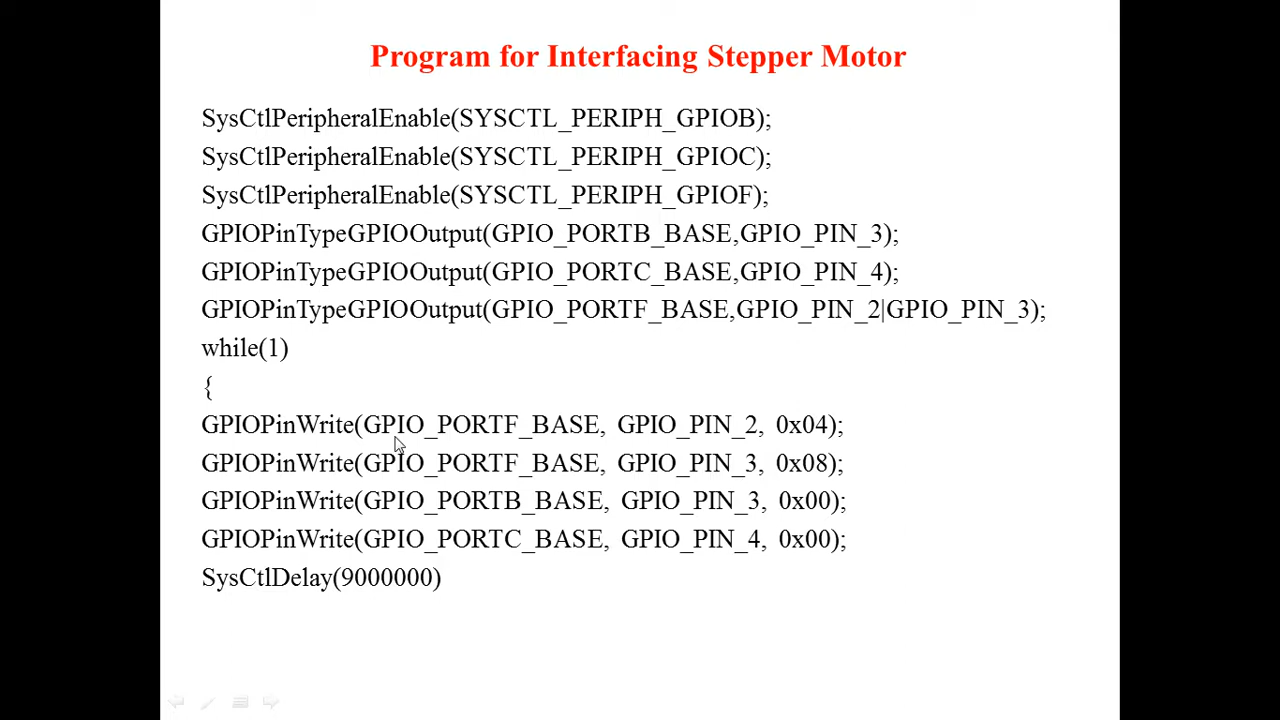 Program for Interfacing Stepper Motor
SysCtlPeripheralEnable(SYSCTL_PERIPH_GPIOB);
SysCtlPeripheralEnable(SYSCTL_PERIPH_GPIOC);
SysCtlPeripheralEnable(SYSCTL_PERIPH_GPIOF);
GPIOPinTypeGPIOOutput(GPIO_PORTB_BASE,GPIO_PIN_3);
GPIOPinTypeGPIOOutput(GPIO_PORTC_BASE,GPIO_PIN_4);
GPIOPinTypeGPIOOutput(GPIO_PORTF_BASE,GPIO_PIN_2|GPIO_PIN_3);
while(1)
{
GPIOPinWrite(GPIO_PORTF_BASE, GPIO_PIN_2, 0x04);
GPIOPinWrite(GPIO_PORTF_BASE, GPIO_PIN_3, 0x08);
GPIOPinWrite(GPIO_PORTB_BASE, GPIO_PIN_3, 0x00);
GPIOPinWrite(GPIO_PORTC_BASE, GPIO_PIN_4, 0x00);
SysCtlDelay(9000000)